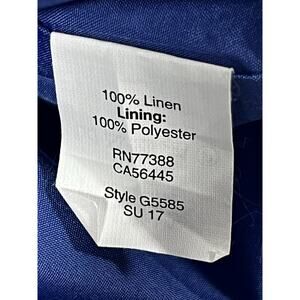 100% Linen
Lining:
100% Polyester
RN77388
CA56445
Style G5585
SU 17